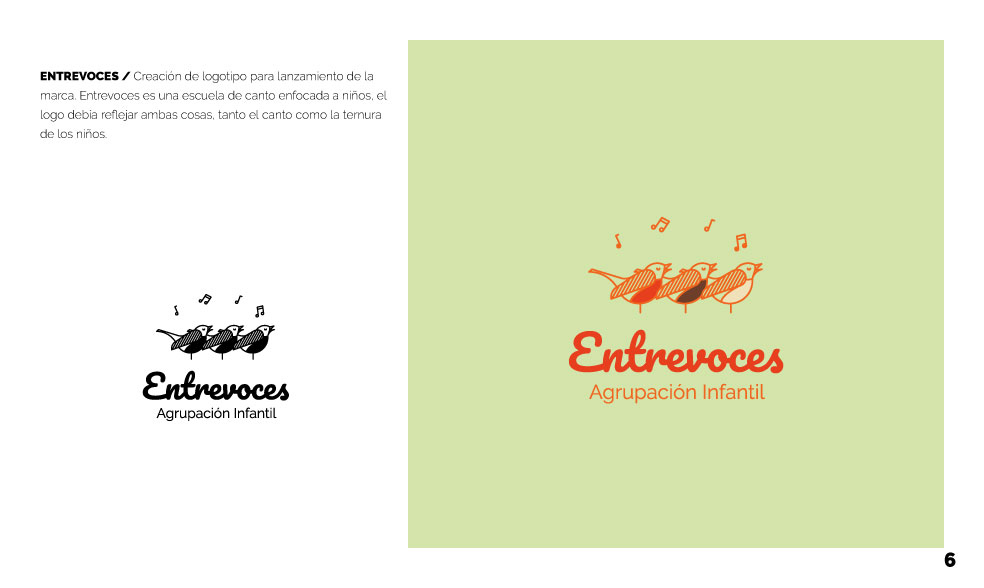 ENTREVOCES / Creación de logotipo para lanzamiento de la
marca. Entrevoces es una escuela de canto enfocada a niños, el
logo debia reflejar ambas cosas, tanto el canto como la ternura
de los niños.
Entrevoces
Agrupación Infantil
Entrevoces
Agrupación Infantil
6